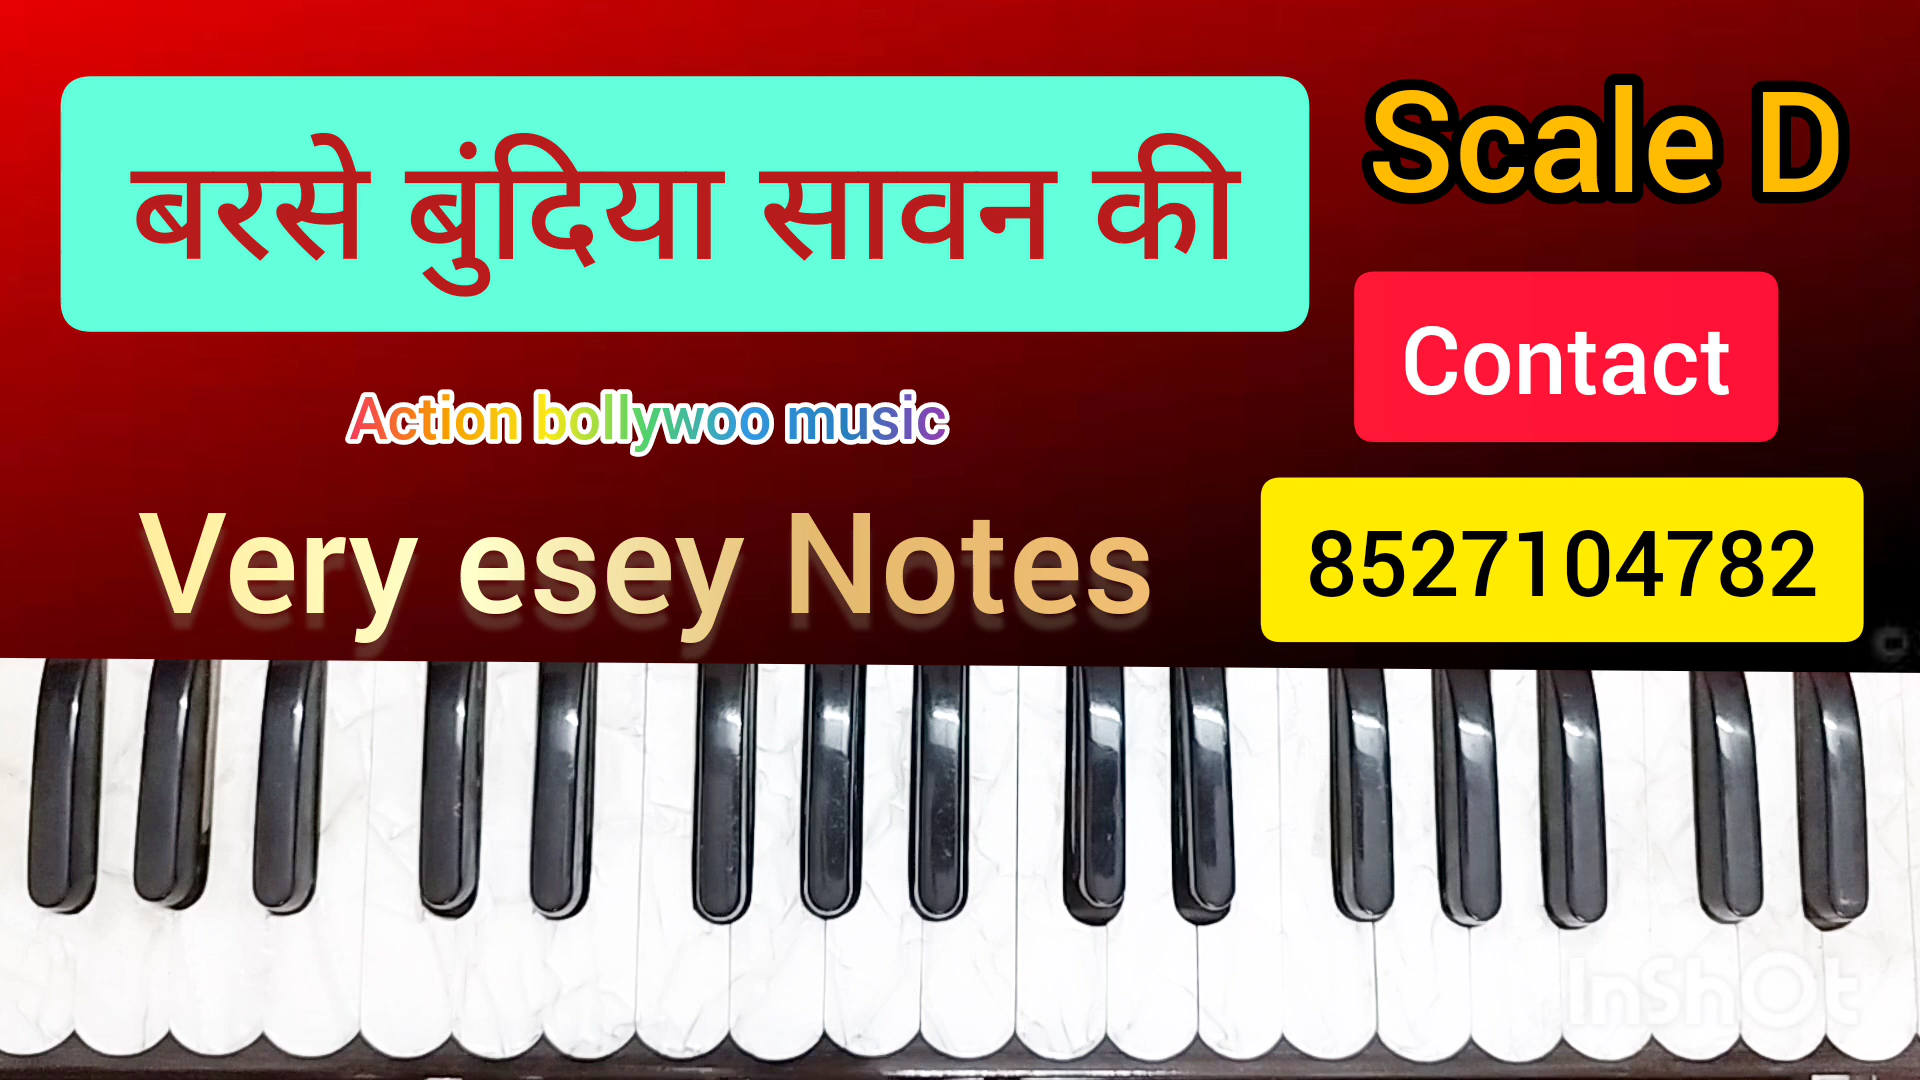 बरसे बुंदिया सावन की
Scale D
Contact
Action bollywoo music
Very esey Notes
8527104782
InShOt